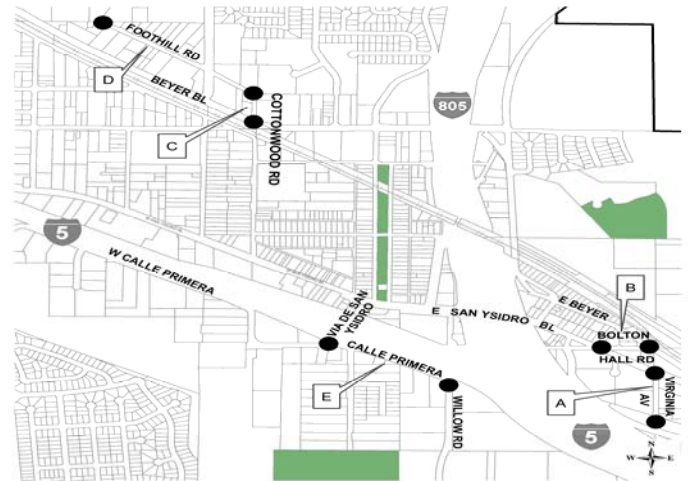 FOOTHILL RD
D
BEYER BL
C
COTTONWOOD RD
805
5
W CALLE PRIMERA
VIA DE SAN
YSIDRO
E SAN YSIDRO BL
E BEYER
B
BOLTON
HALL RD
CALLE PRIMERA
E
WILLOW RD
VIRGINIA
AV
A
5
N
W E
S